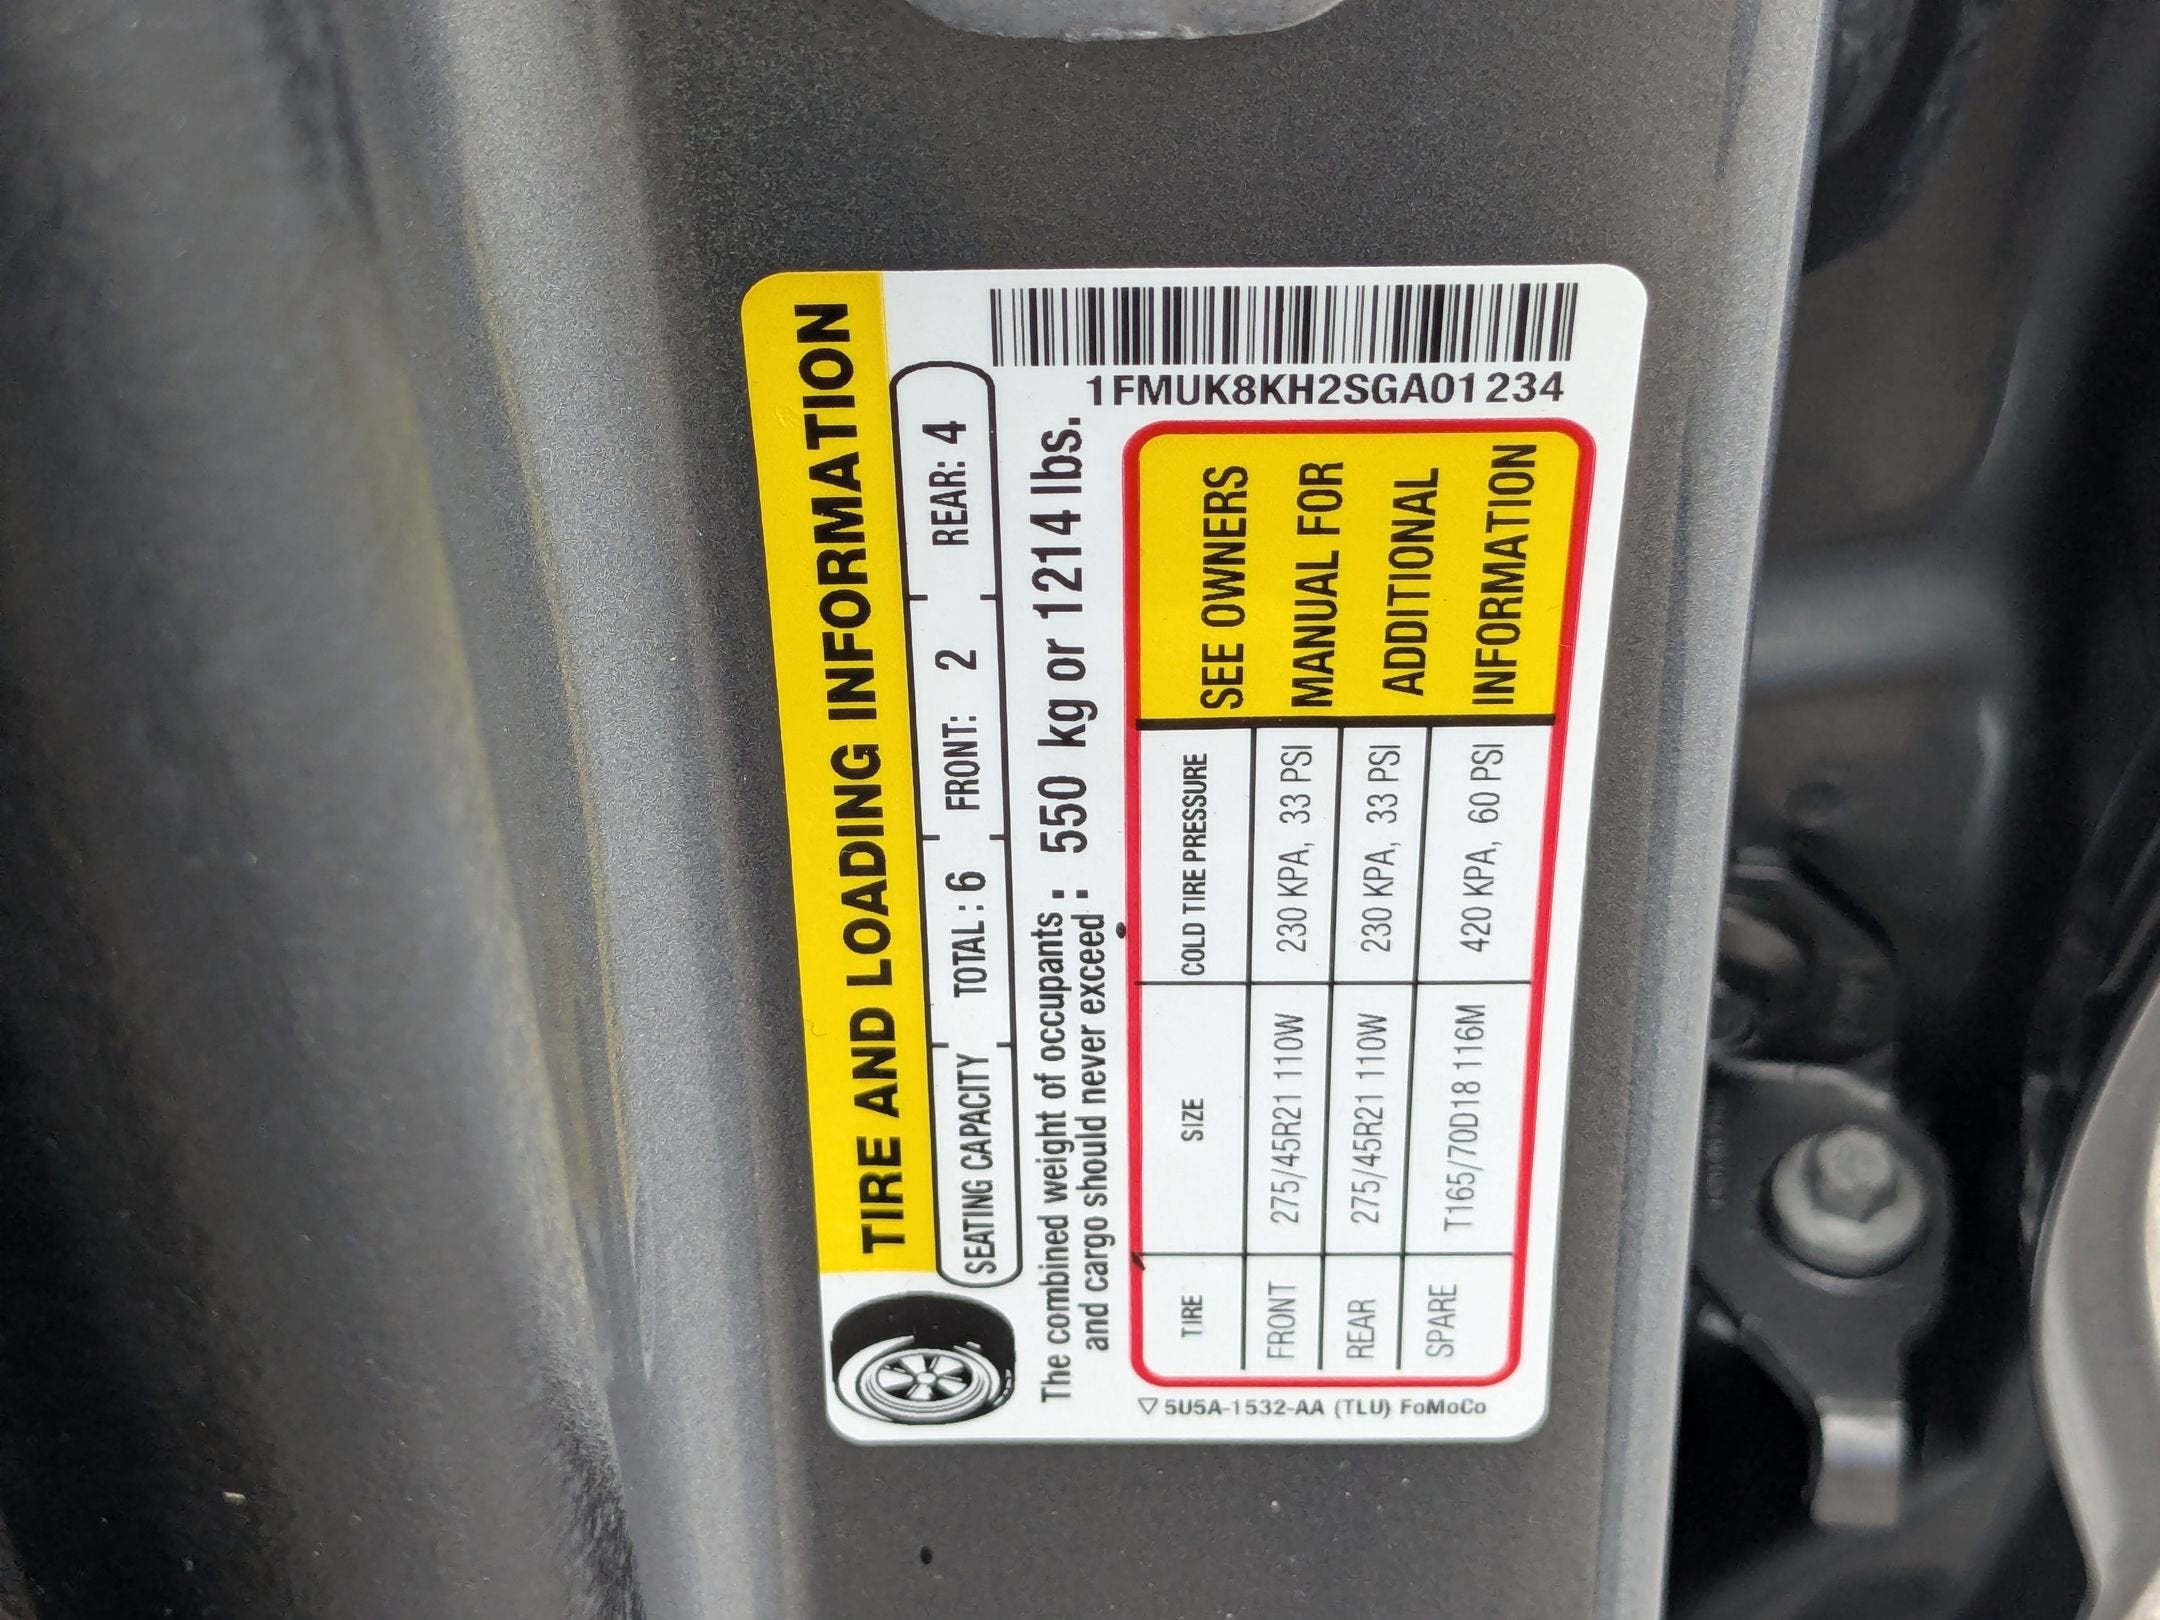 TIRE AND LOADING INFORMATION
SEATING CAPACITY TOTAL : 6 FRONT: 2 REAR: 4
The combined weight of occupants
and cargo should never exceed : 550 kg or 1214 lbs.
1FMUK8KH2SGA01234
TIRE SIZE COLD TIRE PRESSURE
FRONT 275/45R21 110W 230 KPA, 33 PSI
REAR 275/45R21 110W 230 KPA, 33 PSI
SPARE T165/70D18 116M 420 KPA, 60 PSI
SEE OWNERS
MANUAL FOR
ADDITIONAL
INFORMATION
5U5A-1532-AA (TLU) FoMoCo